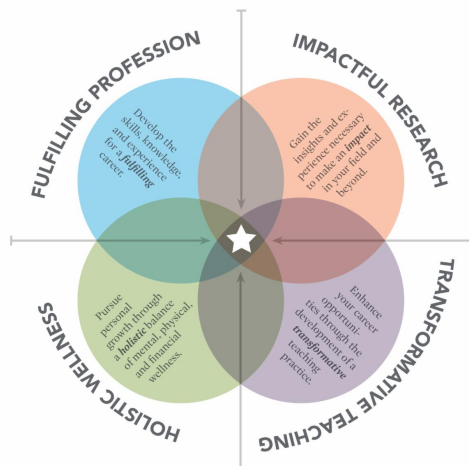 FULFILLING PROFESSION
Develop the
skills, knowledge,
and experience
for a fulfilling
career.
IMPACTFUL RESEARCH
Gain the
insights and ex-
perience necessary
to make an impact
in your field and
beyond.
HOLISTIC WELLNESS
Pursue
personal
growth through
a holistic balance
of mental, physical,
and financial
wellness.
TRANSFORMATIVE TEACHING
Enhance
your career
opportuni-
ties through the
development of a
transformative
teaching
practice.